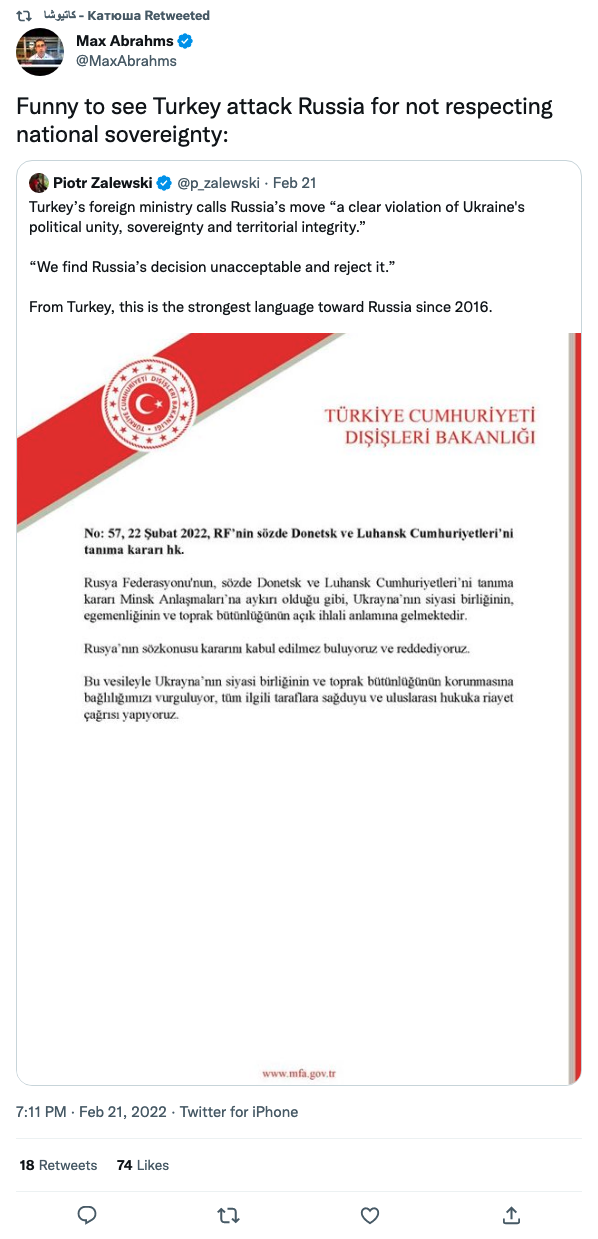 كاتيوشا - Катюша Retweeted
Max Abrahms
@MaxAbrahms
Funny to see Turkey attack Russia for not respecting
national sovereignty:
Piotr Zalewski @p_zalewski · Feb 21
Turkey’s foreign ministry calls Russia’s move “a clear violation of Ukraine's
political unity, sovereignty and territorial integrity.”
“We find Russia’s decision unacceptable and reject it.”
From Turkey, this is the strongest language toward Russia since 2016.
TÜRKİYE CUMHURİYETİ
DIŞİŞLERİ BAKANLIĞI
No: 57, 22 Şubat 2022, RF’nin sözde Donetsk ve Luhansk Cumhuriyetleri’ni
tanıma kararı hk.
Rusya Federasyonu'nun, sözde Donetsk ve Luhansk Cumhuriyetleri’ni tanıma
kararı Minsk Anlaşmaları’na aykırı olduğu gibi, Ukrayna’nın siyasi birliğinin,
egemenliğinin ve toprak bütünlüğünün açık ihlali anlamına gelmektedir.
Rusya’nın sözkonusu kararını kabul edilmez buluyoruz ve reddediyoruz.
Bu vesileyle Ukrayna’nın siyasi birliğinin ve toprak bütünlüğünün korunmasına
bağlılığımızı vurguluyor, tüm ilgili taraflara sağduyu ve uluslarası hukuka riayet
çağrısı yapıyoruz.
www.mfa.gov.tr
7:11 PM · Feb 21, 2022 · Twitter for iPhone
18 Retweets 74 Likes